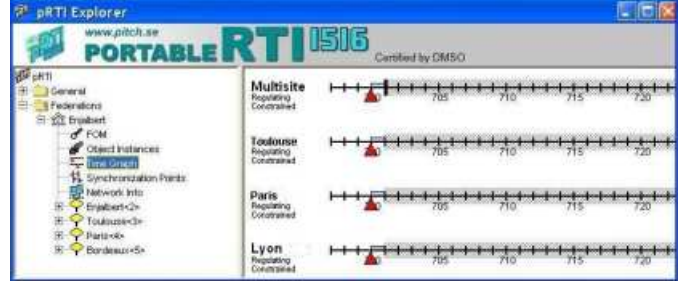 pRTI Explorer
www.pitch.se
PORTABLE RTI 1516
Certified by DMSO
pRTI
General
Federations
Enjalbert
FOM
Object Instances
Time Graph
Synchronization Points
Network Info
Enjalbert<2>
Toulouse<3>
Paris<4>
Bordeaux<5>
Multisite
Regulating
Constrained
705 710 715 720
Toulouse
Regulating
Constrained
705 710 715 720
Paris
Regulating
Constrained
705 710 715 720
Lyon
Regulating
Constrained
705 710 715 720